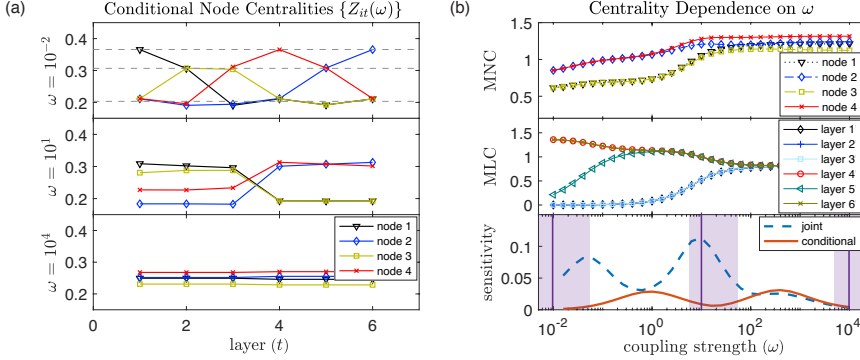 (a)
Conditional Node Centralities {Z_it(ω)}
ω = 10^−2
0.4
0.3
0.2
ω = 10^1
0.4
0.3
0.2
ω = 10^4
0.4
0.3
0.2
node 1
node 2
node 3
node 4
0 2 4 6
layer (t)
(b)
Centrality Dependence on ω
MNC
1.5
1
0.5
node 1
node 2
node 3
node 4
MLC
1.5
1
0.5
0
layer 1
layer 2
layer 3
layer 4
layer 5
layer 6
sensitivity
0.1
0.05
0
joint
conditional
10^−2 10^0 10^2 10^4
coupling strength (ω)